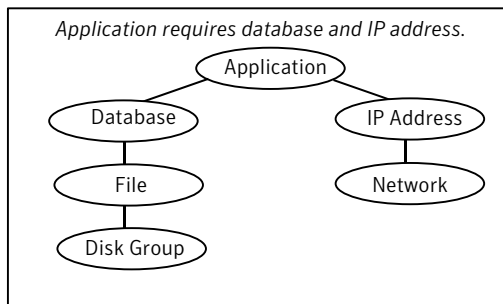 Application requires database and IP address.
Application
Database
IP Address
File
Network
Disk Group